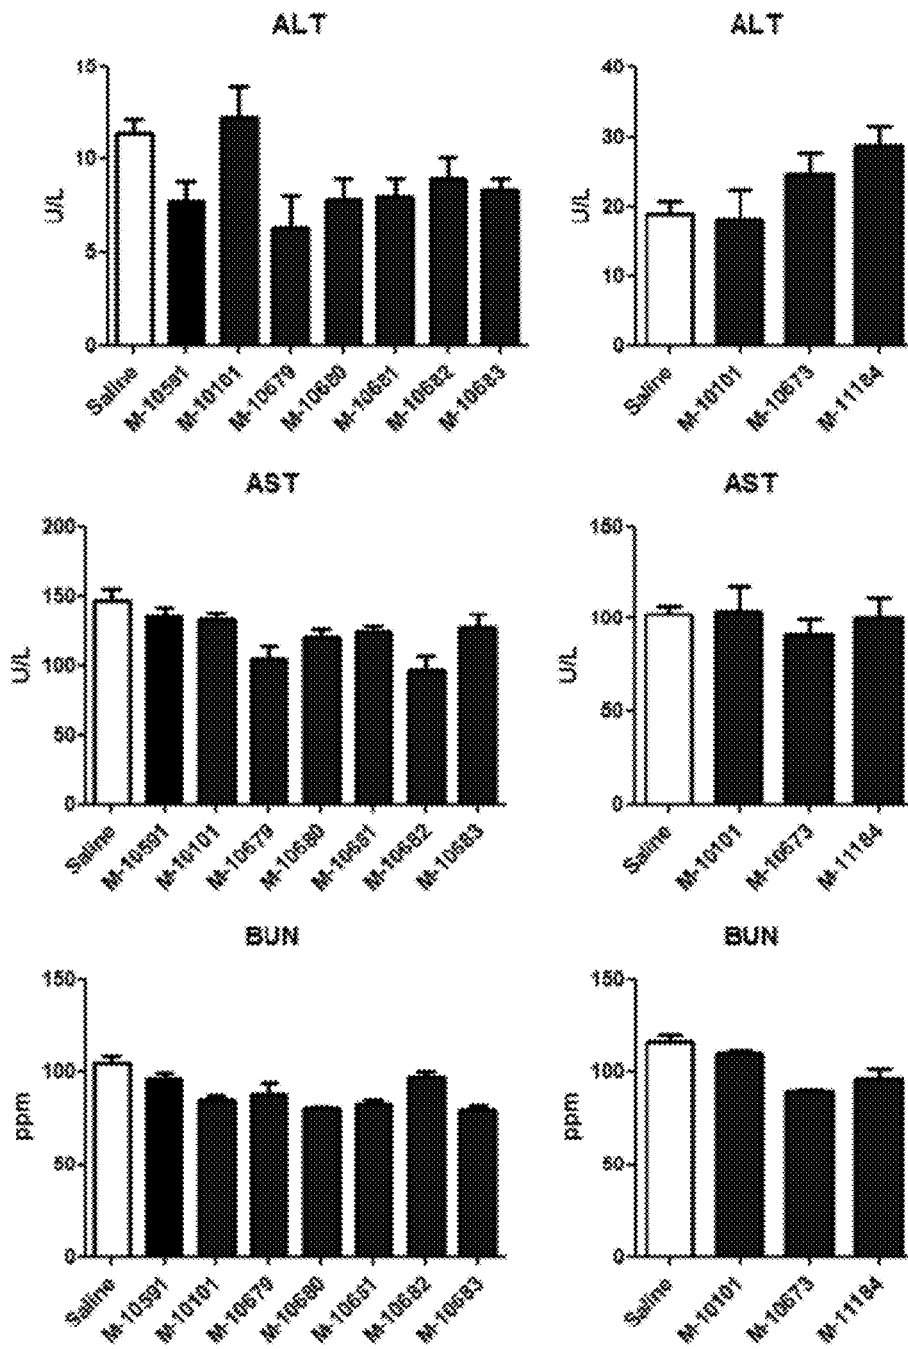 ALT
15
10
5
0
U/L
Saline
M-10591
M-10101
M-10679
M-10680
M-10681
M-10682
M-10683
ALT
40
30
20
10
0
U/L
Saline
M-10101
M-10673
M-11184
AST
200
150
100
50
0
U/L
Saline
M-10591
M-10101
M-10679
M-10680
M-10681
M-10682
M-10683
AST
150
100
50
0
U/L
Saline
M-10101
M-10673
M-11184
BUN
150
100
50
0
ppm
Saline
M-10591
M-10101
M-10679
M-10680
M-10681
M-10682
M-10683
BUN
150
100
50
0
ppm
Saline
M-10101
M-10673
M-11184